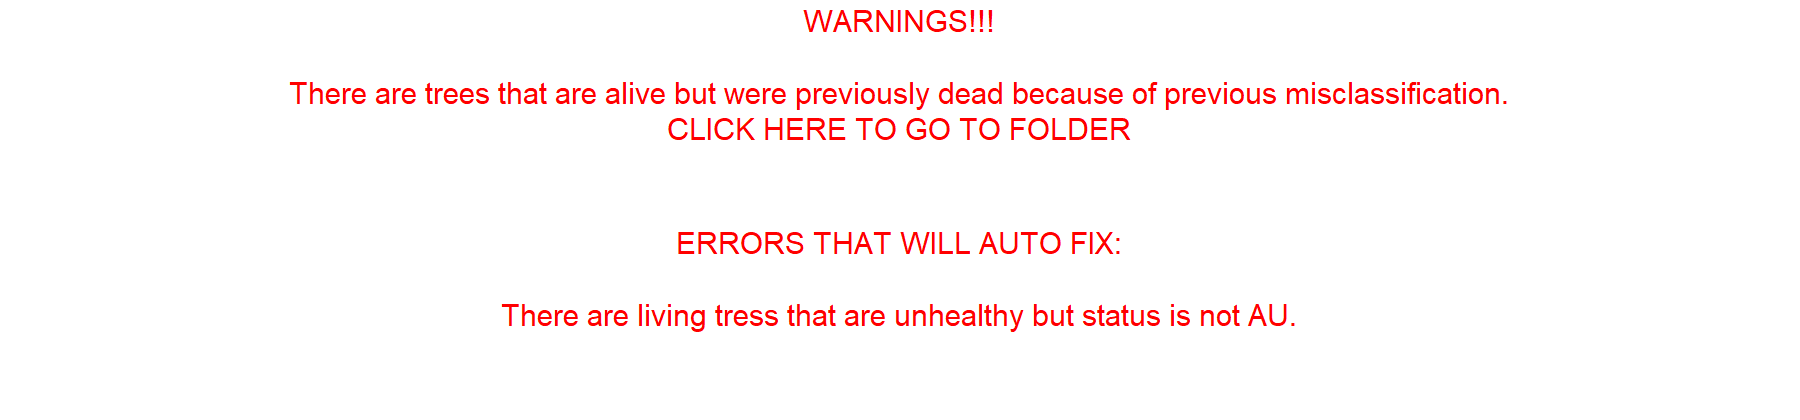 WARNINGS!!!
There are trees that are alive but were previously dead because of previous misclassification.
CLICK HERE TO GO TO FOLDER
ERRORS THAT WILL AUTO FIX:
There are living tress that are unhealthy but status is not AU.